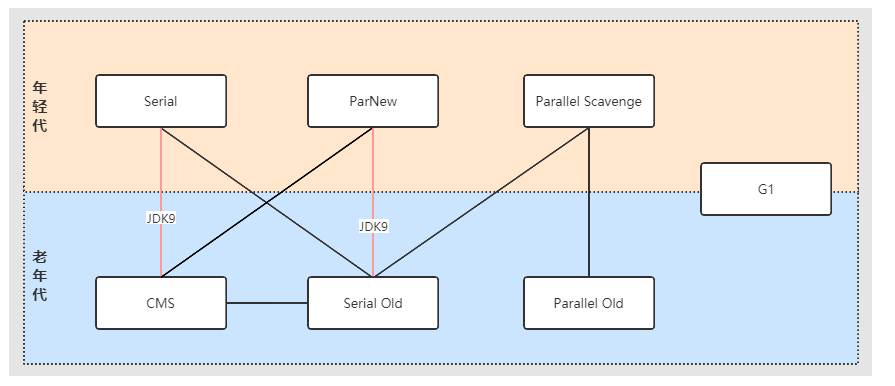 年轻代
Serial
ParNew
Parallel Scavenge
G1
JDK9
JDK9
老年代
CMS
Serial Old
Parallel Old